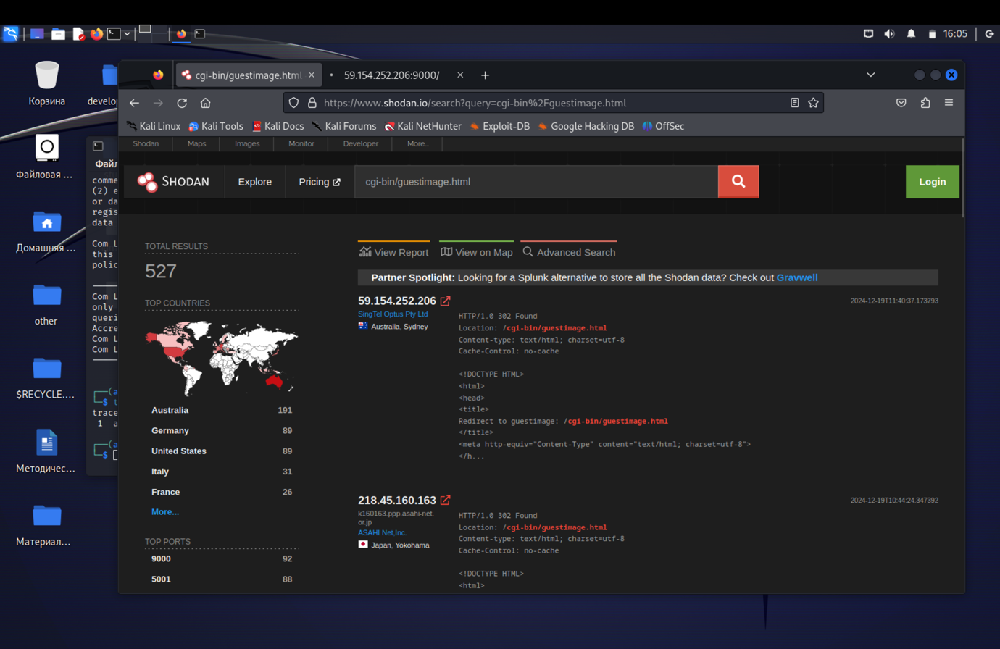 16:05
Корзина
develop
Файловая ...
Домашняя ...
other
$RECYCLE....
Методичес...
Материал...
cgi-bin/guestimage.html
59.154.252.206:9000/
https://www.shodan.io/search?query=cgi-bin%2Fguestimage.html
Kali Linux Kali Tools Kali Docs Kali Forums Kali NetHunter Exploit-DB Google Hacking DB OffSec
Shodan Maps Images Monitor Developer More...
SHODAN Explore Pricing cgi-bin/guestimage.html Login
Файл
comme
(2) e
or da
regis
data
Com L
this
polic
Com L
only
queri
Accre
Com L
Com L
(a
$ t
trace
1 a
(a
$
TOTAL RESULTS
527
TOP COUNTRIES
Australia 191
Germany 89
United States 89
Italy 31
France 26
More...
TOP PORTS
9000 92
5001 88
View Report View on Map Advanced Search
Partner Spotlight: Looking for a Splunk alternative to store all the Shodan data? Check out Gravwell
59.154.252.206
2024-12-19T11:40:37.173793
SingTel Optus Pty Ltd
Australia, Sydney
HTTP/1.0 302 Found
Location: /cgi-bin/guestimage.html
Content-type: text/html; charset=utf-8
Cache-Control: no-cache
<!DOCTYPE HTML>
<html>
<head>
<title>
Redirect to guestimage: /cgi-bin/guestimage.html
</title>
<meta http-equiv="Content-Type" content="text/html; charset=utf-8">
</h...
218.45.160.163
2024-12-19T10:44:24.347392
k160163.ppp.asahi-net.
or.jp
ASAHI Net,Inc.
Japan, Yokohama
HTTP/1.0 302 Found
Location: /cgi-bin/guestimage.html
Content-type: text/html; charset=utf-8
Cache-Control: no-cache
<!DOCTYPE HTML>
<html>